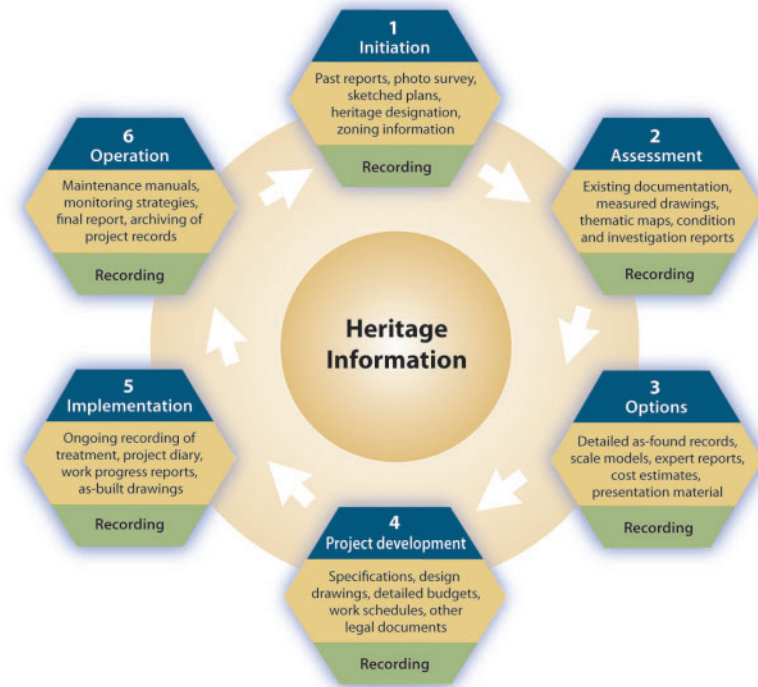 1
Initiation
Past reports, photo survey,
sketched plans,
heritage designation,
zoning information
Recording
2
Assessment
Existing documentation,
measured drawings,
thematic maps, condition
and investigation reports
Recording
3
Options
Detailed as-found records,
scale models, expert reports,
cost estimates,
presentation material
Recording
4
Project development
Specifications, design
drawings, detailed budgets,
work schedules, other
legal documents
Recording
5
Implementation
Ongoing recording of
treatment, project diary,
work progress reports,
as-built drawings
Recording
6
Operation
Maintenance manuals,
monitoring strategies,
final report, archiving of
project records
Recording
Heritage
Information